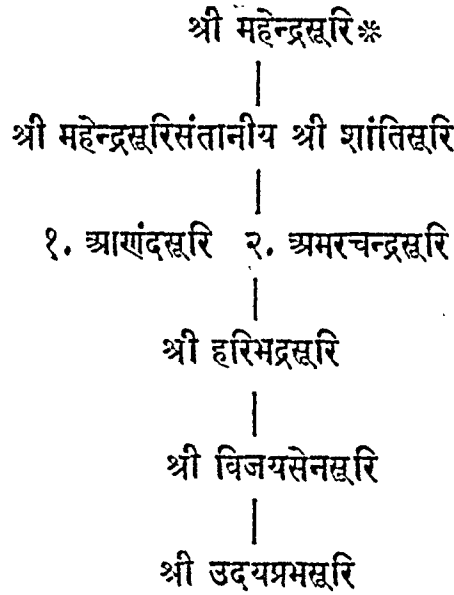 श्री महेन्द्रसूरि*
श्री महेन्द्रसूरिसंतानीय श्री शांतिसूरि
१. आणंदसूरि २. अमरचन्द्रसूरि
श्री हरिभद्रसूरि
श्री विजयसेनसूरि
श्री उदयप्रभसूरि